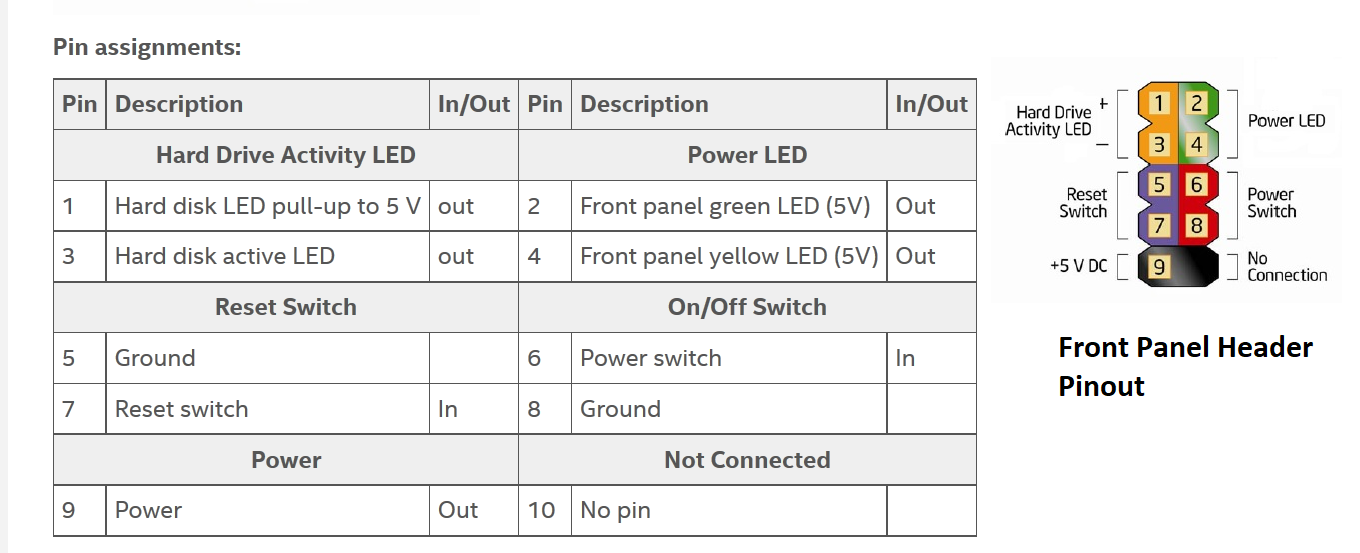 Pin assignments:
Pin Description In/Out Pin Description In/Out
Hard Drive Activity LED Power LED
1 Hard disk LED pull-up to 5 V out 2 Front panel green LED (5V) Out
3 Hard disk active LED out 4 Front panel yellow LED (5V) Out
Reset Switch On/Off Switch
5 Ground 6 Power switch In
7 Reset switch In 8 Ground
Power Not Connected
9 Power Out 10 No pin
Hard Drive +
Activity LED
−
1 2
3 4
Power LED
Reset
Switch
5 6
7 8
Power
Switch
+5 V DC
9
No
Connection
Front Panel Header
Pinout